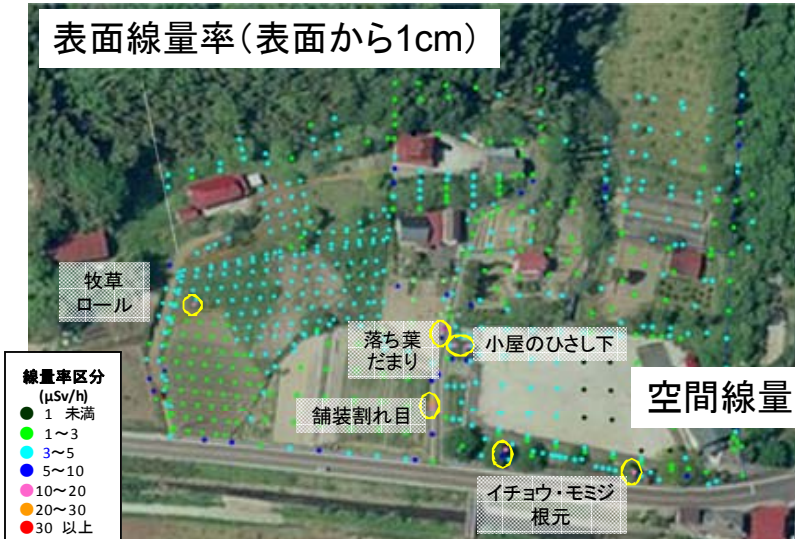 表面線量率（表面から1cm）
牧草
ロール
落ち葉
だまり
小屋のひさし下
舗装割れ目
空間線量
イチョウ・モミジ
根元
線量率区分
(μSv/h)
1 未満
1～3
3～5
5～10
10～20
20～30
30 以上